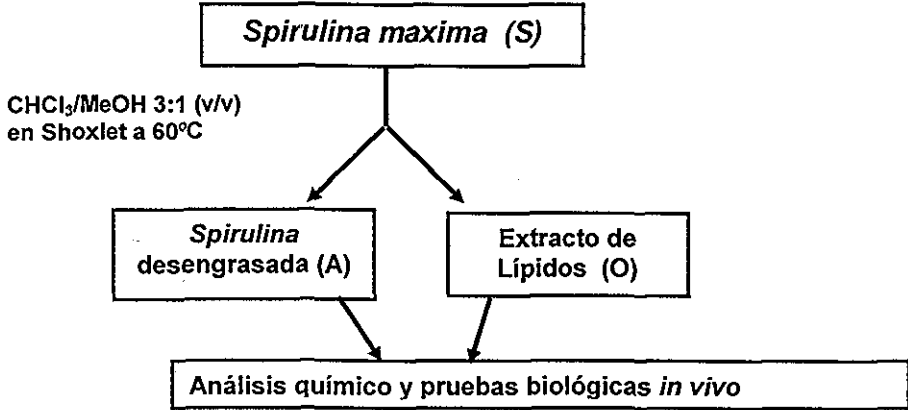 Spirulina maxima (S)
CHCl₃/MeOH 3:1 (v/v)
en Shoxlet a 60ºC
Spirulina
desengrasada (A)
Extracto de
Lípidos (O)
Análisis químico y pruebas biológicas in vivo